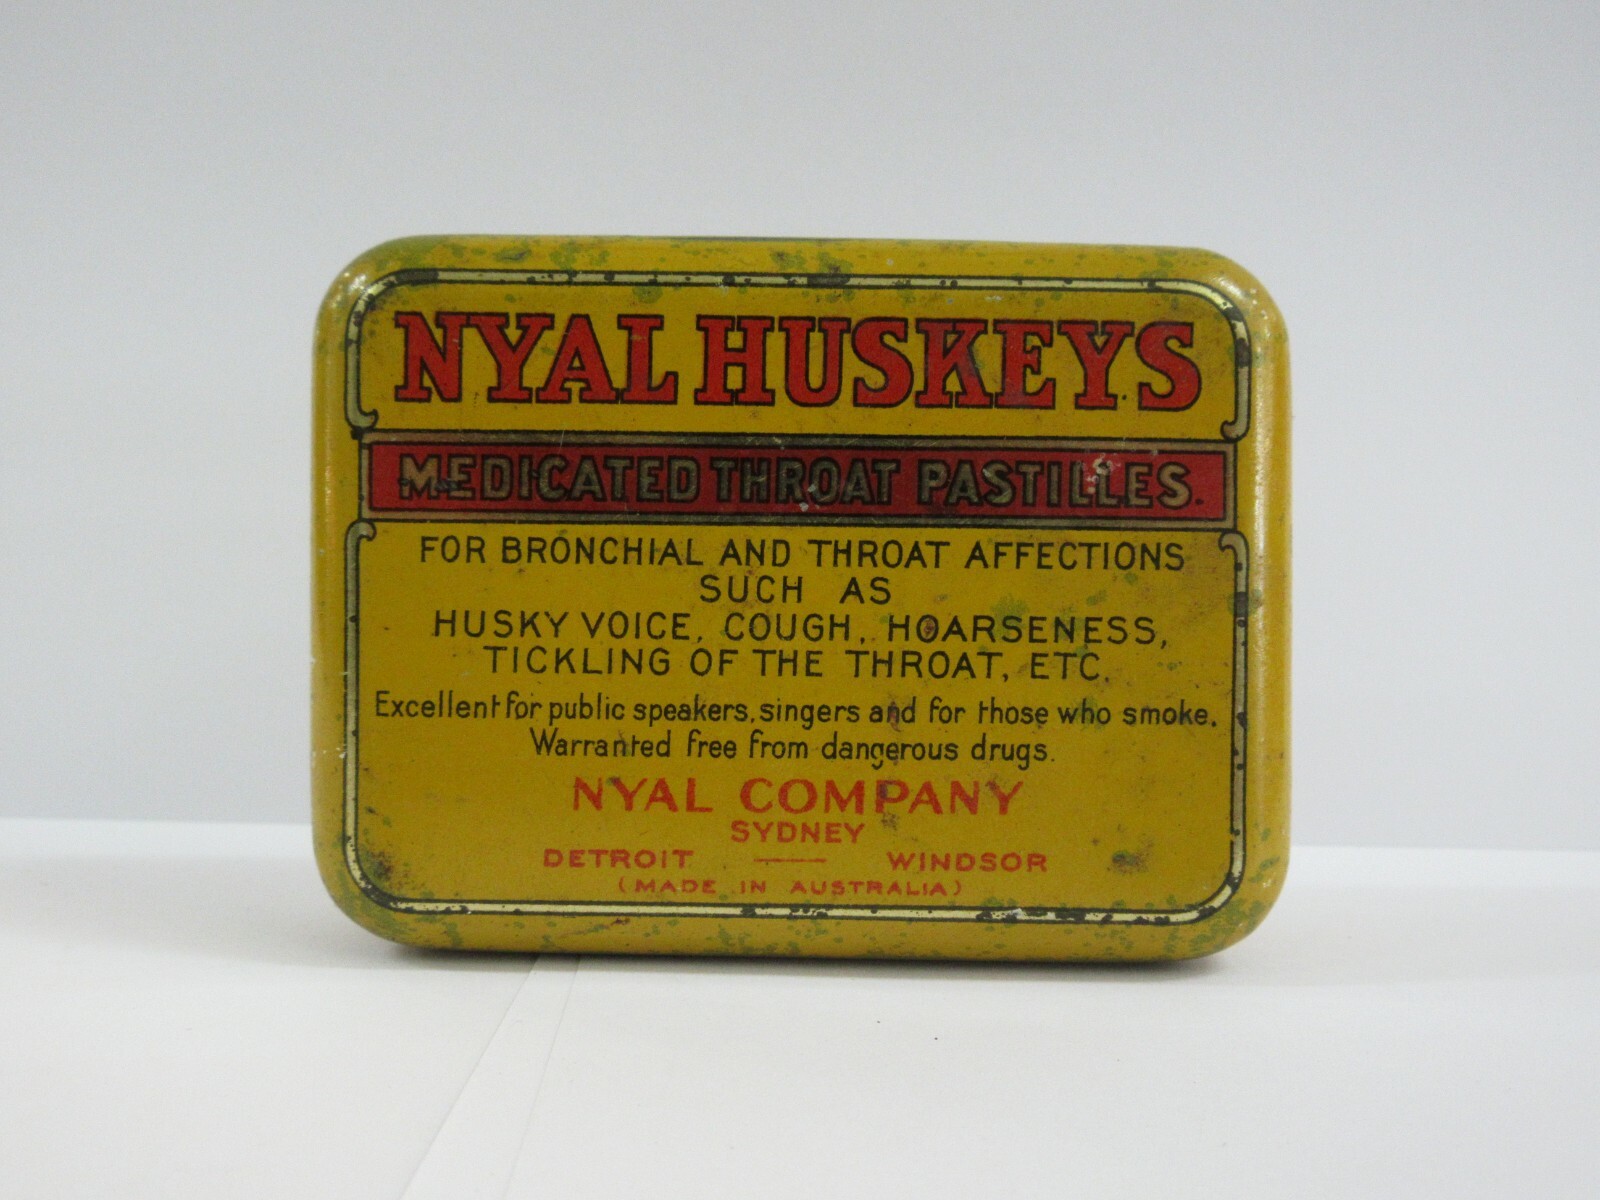 NYAL HUSKEYS
MEDICATED THROAT PASTILLES.
FOR BRONCHIAL AND THROAT AFFECTIONS
SUCH AS
HUSKY VOICE, COUGH, HOARSENESS,
TICKLING OF THE THROAT, ETC.
Excellent for public speakers, singers and for those who smoke.
Warranted free from dangerous drugs.
NYAL COMPANY
SYDNEY
DETROIT — WINDSOR
(MADE IN AUSTRALIA)